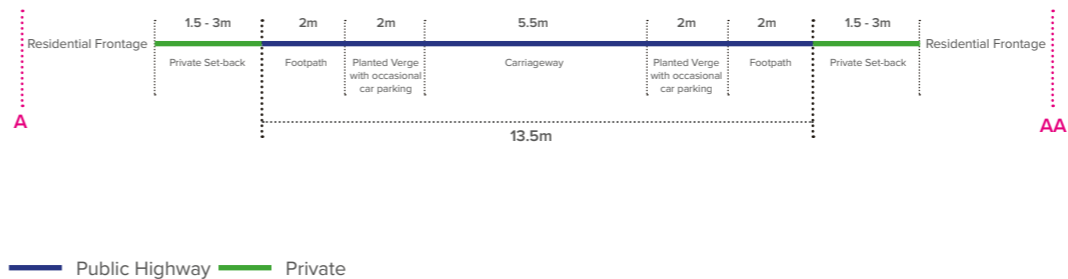 1.5 - 3m 2m 2m 5.5m 2m 2m 1.5 - 3m
Residential Frontage Residential Frontage
Private Set-back Footpath Planted Verge Carriageway Planted Verge Footpath Private Set-back
with occasional with occasional
car parking car parking
A AA
13.5m
Public Highway Private